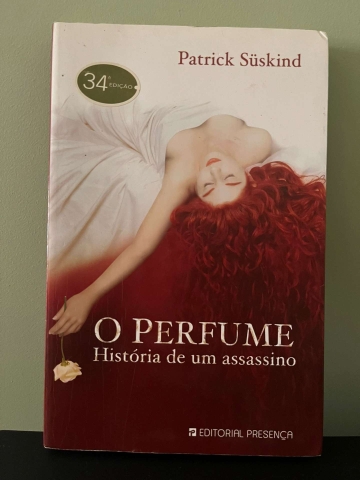 Patrick Süskind
34ª
EDIÇÃO
O PERFUME
História de um assassino
EDITORIAL PRESENÇA